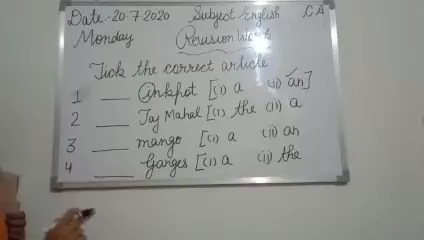 Date:-20-7-2020 Subject English C.A
Monday Revision Work
Tick the correct article
1 ___ inkpot [(i) a (ii) an]
2 ___ Taj Mahal [(i) the (ii) a
3 ___ mango [(i) a (ii) an
4 ___ Ganges [(i) a (ii) the